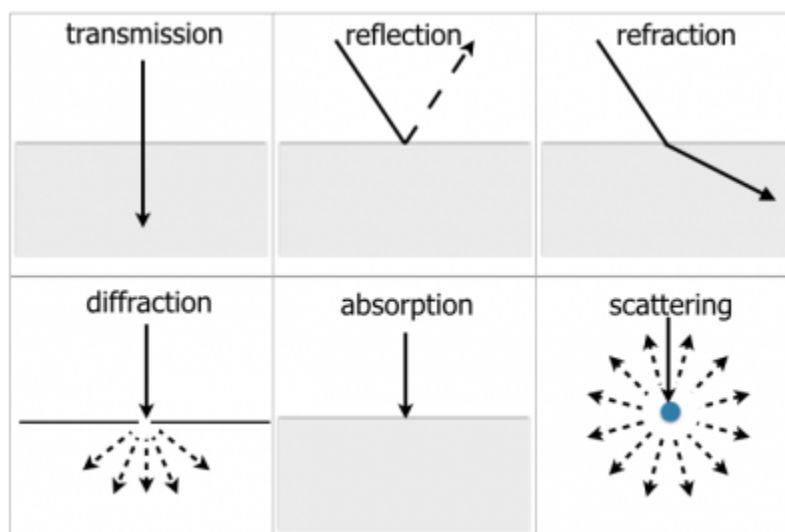 transmission
reflection
refraction
diffraction
absorption
scattering